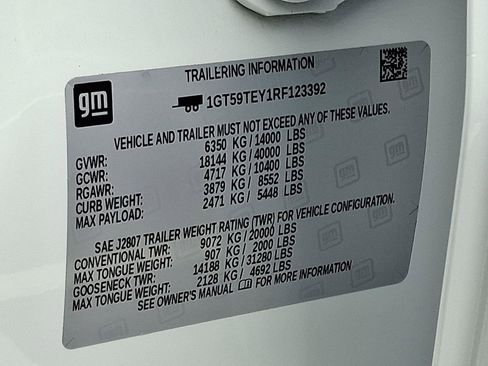 TRAILERING INFORMATION
gm
1GT59TEY1RF123392
VEHICLE AND TRAILER MUST NOT EXCEED ANY OF THESE VALUES.
GVWR: 6350 KG/14000 LBS
GCWR: 18144 KG/40000 LBS
RGAWR: 4717 KG/10400 LBS
CURB WEIGHT: 3879 KG/ 8552 LBS
MAX PAYLOAD: 2471 KG/ 5448 LBS
SAE J2807 TRAILER WEIGHT RATING (TWR) FOR VEHICLE CONFIGURATION.
CONVENTIONAL TWR: 9072 KG/20000 LBS
MAX TONGUE WEIGHT: 907 KG/ 2000 LBS
GOOSENECK TWR: 14188 KG/31280 LBS
MAX TONGUE WEIGHT: 2128 KG/ 4692 LBS
SEE OWNER'S MANUAL gm FOR MORE INFORMATION